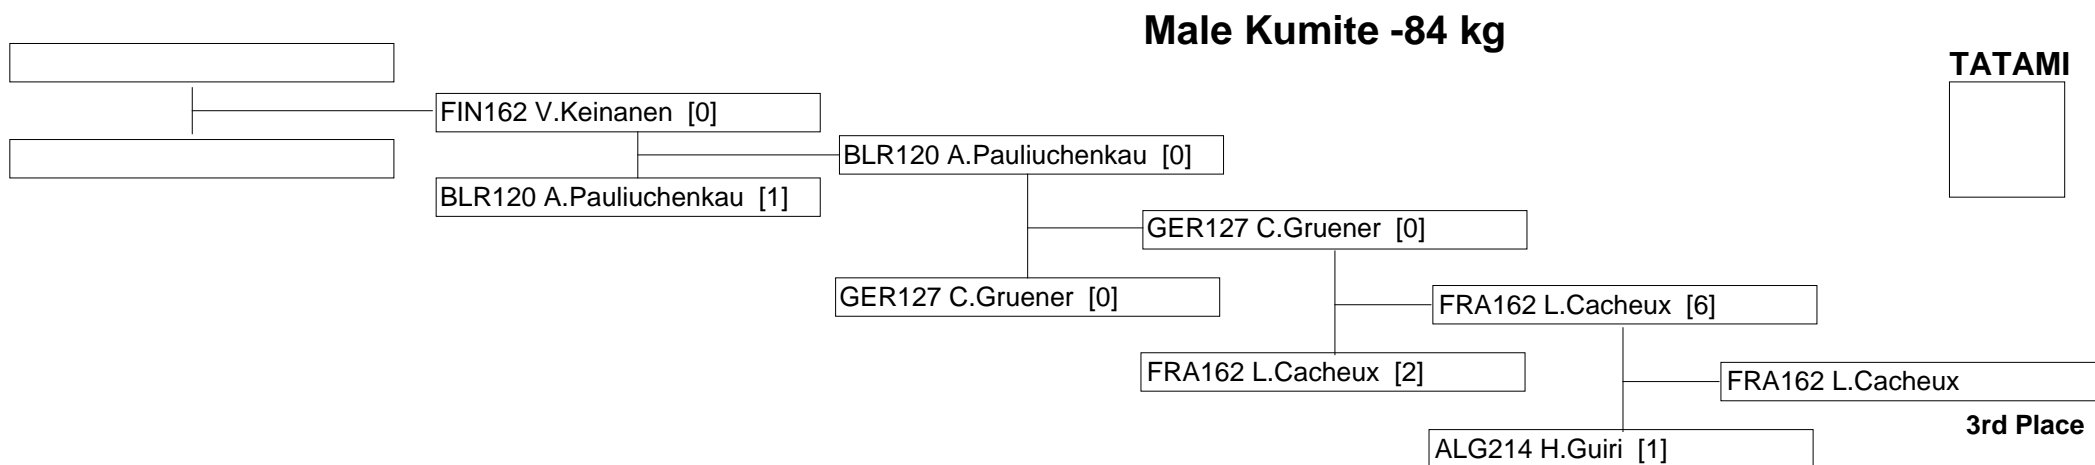 Male Kumite -84 kg
TATAMI
FIN162 V.Keinanen [0]
BLR120 A.Pauliuchenkau [0]
BLR120 A.Pauliuchenkau [1]
GER127 C.Gruener [0]
GER127 C.Gruener [0]
FRA162 L.Cacheux [6]
FRA162 L.Cacheux [2]
FRA162 L.Cacheux
3rd Place
ALG214 H.Guiri [1]